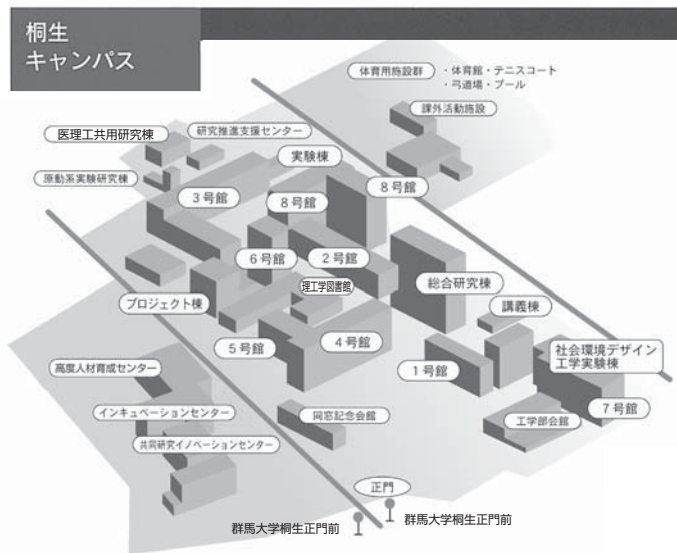 桐生
キャンパス
体育用施設群
・体育館・テニスコート
・弓道場・プール
課外活動施設
医理工共用研究棟
研究推進支援センター
実験棟
原動系実験研究棟
3号館
8号館
8号館
6号館
2号館
理工学図書館
総合研究棟
プロジェクト棟
講義棟
5号館
4号館
社会環境デザイン
工学実験棟
高度人材育成センター
1号館
7号館
インキュベーションセンター
同窓記念会館
工学部会館
共同研究イノベーションセンター
正門
群馬大学桐生正門前
群馬大学桐生正門前